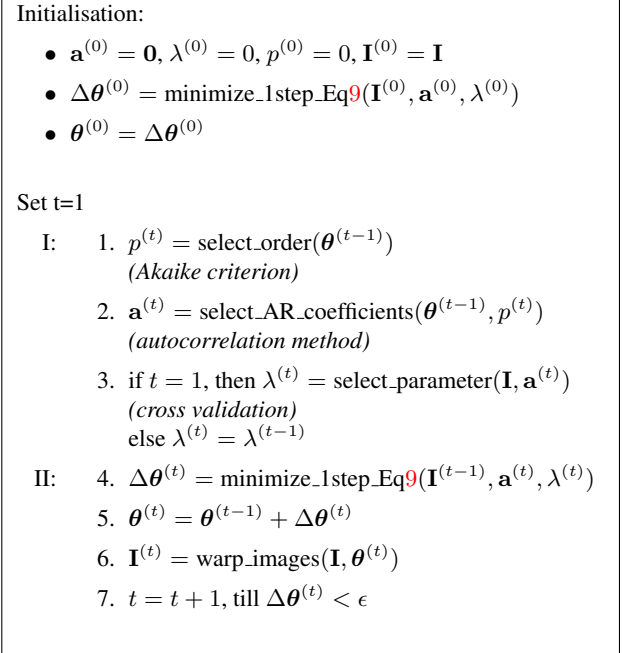 Initialisation:
• a^(0) = 0, λ^(0) = 0, p^(0) = 0, I^(0) = I
• Δθ^(0) = minimize_1step_Eq9(I^(0), a^(0), λ^(0))
• θ^(0) = Δθ^(0)
Set t=1
I: 1. p^(t) = select_order(θ^(t−1))
(Akaike criterion)
2. a^(t) = select_AR_coefficients(θ^(t−1), p^(t))
(autocorrelation method)
3. if t = 1, then λ^(t) = select_parameter(I, a^(t))
(cross validation)
else λ^(t) = λ^(t−1)
II: 4. Δθ^(t) = minimize_1step_Eq9(I^(t−1), a^(t), λ^(t))
5. θ^(t) = θ^(t−1) + Δθ^(t)
6. I^(t) = warp_images(I, θ^(t))
7. t = t + 1, till Δθ^(t) < ϵ